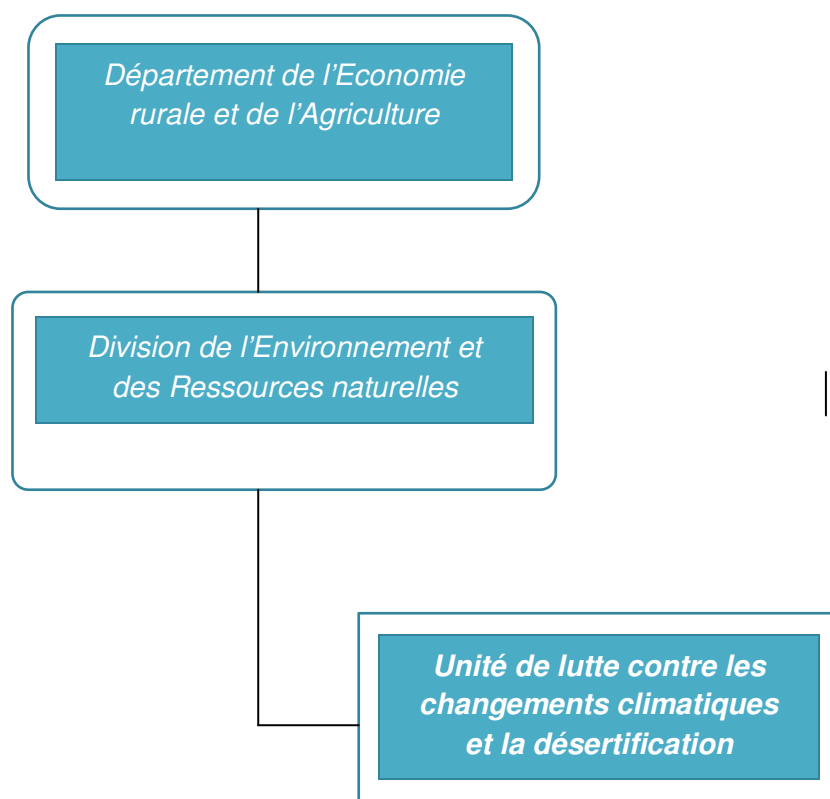 Département de l'Economie
rurale et de l'Agriculture
Division de l'Environnement et
des Ressources naturelles
Unité de lutte contre les
changements climatiques
et la désertification